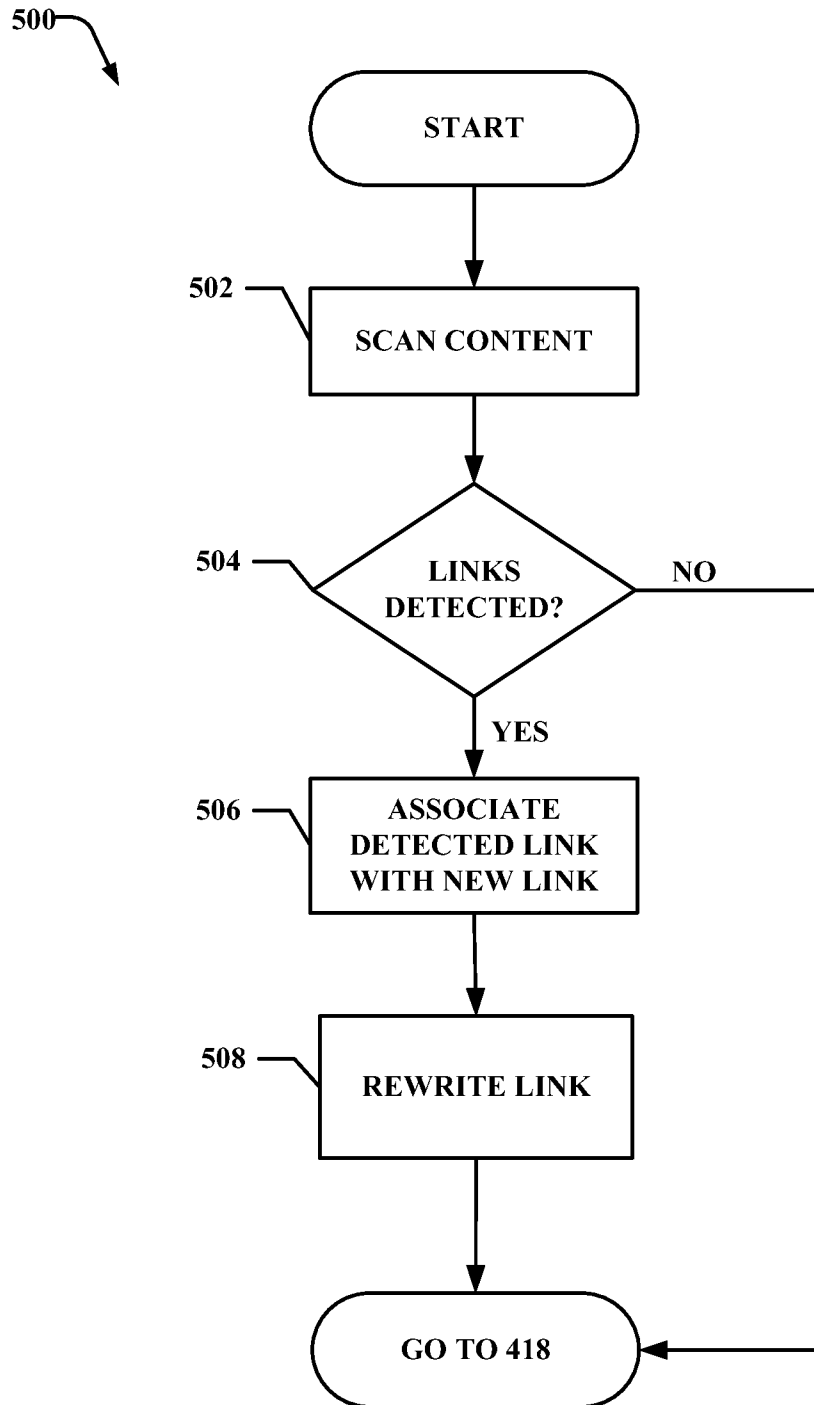 500
START
502
SCAN CONTENT
504
LINKS
DETECTED?
NO
YES
506
ASSOCIATE
DETECTED LINK
WITH NEW LINK
508
REWRITE LINK
GO TO 418